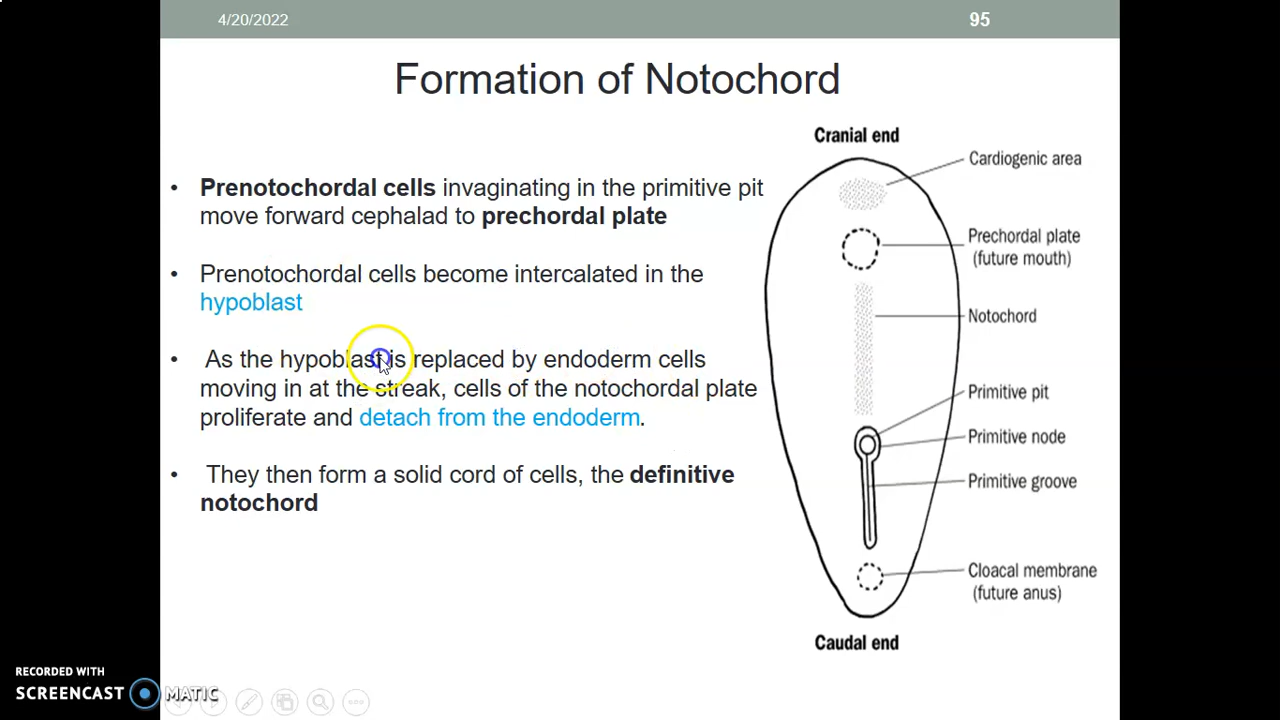 4/20/2022
95
Formation of Notochord
• Prenotochordal cells invaginating in the primitive pit
move forward cephalad to prechordal plate
• Prenotochordal cells become intercalated in the
hypoblast
• As the hypoblast is replaced by endoderm cells
moving in at the streak, cells of the notochordal plate
proliferate and detach from the endoderm.
• They then form a solid cord of cells, the definitive
notochord
Cranial end
Cardiogenic area
Prechordal plate
(future mouth)
Notochord
Primitive pit
Primitive node
Primitive groove
Cloacal membrane
(future anus)
Caudal end
RECORDED WITH
SCREENCAST MATIC